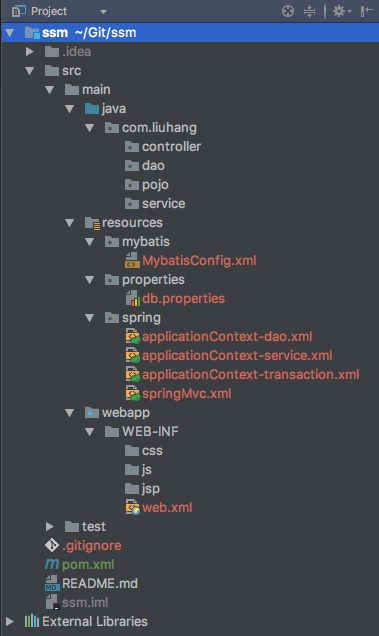 Project
ssm ~/Git/ssm
.idea
src
main
java
com.liuhang
controller
dao
pojo
service
resources
mybatis
MybatisConfig.xml
properties
db.properties
spring
applicationContext-dao.xml
applicationContext-service.xml
applicationContext-transaction.xml
springMvc.xml
webapp
WEB-INF
css
js
jsp
web.xml
test
.gitignore
pom.xml
README.md
ssm.iml
External Libraries